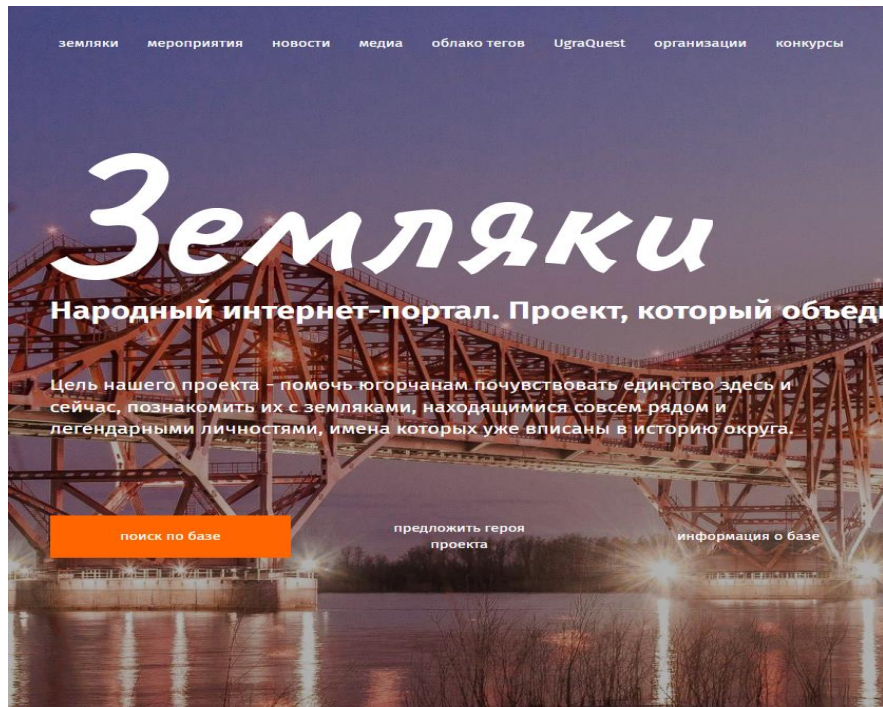 земляки мероприятия новости медиа облако тегов UgraQuest организации конкурсы
Земляки
Народный интернет-портал. Проект, который
Цель нашего проекта - помочь югорчанам почувствовать единство здесь и
сейчас, познакомить их с земляками, находящимися совсем рядом и
легендарными личностями, имена которых уже вписаны в историю округа.
поиск по базе
предложить героя
проекта
информация о базе